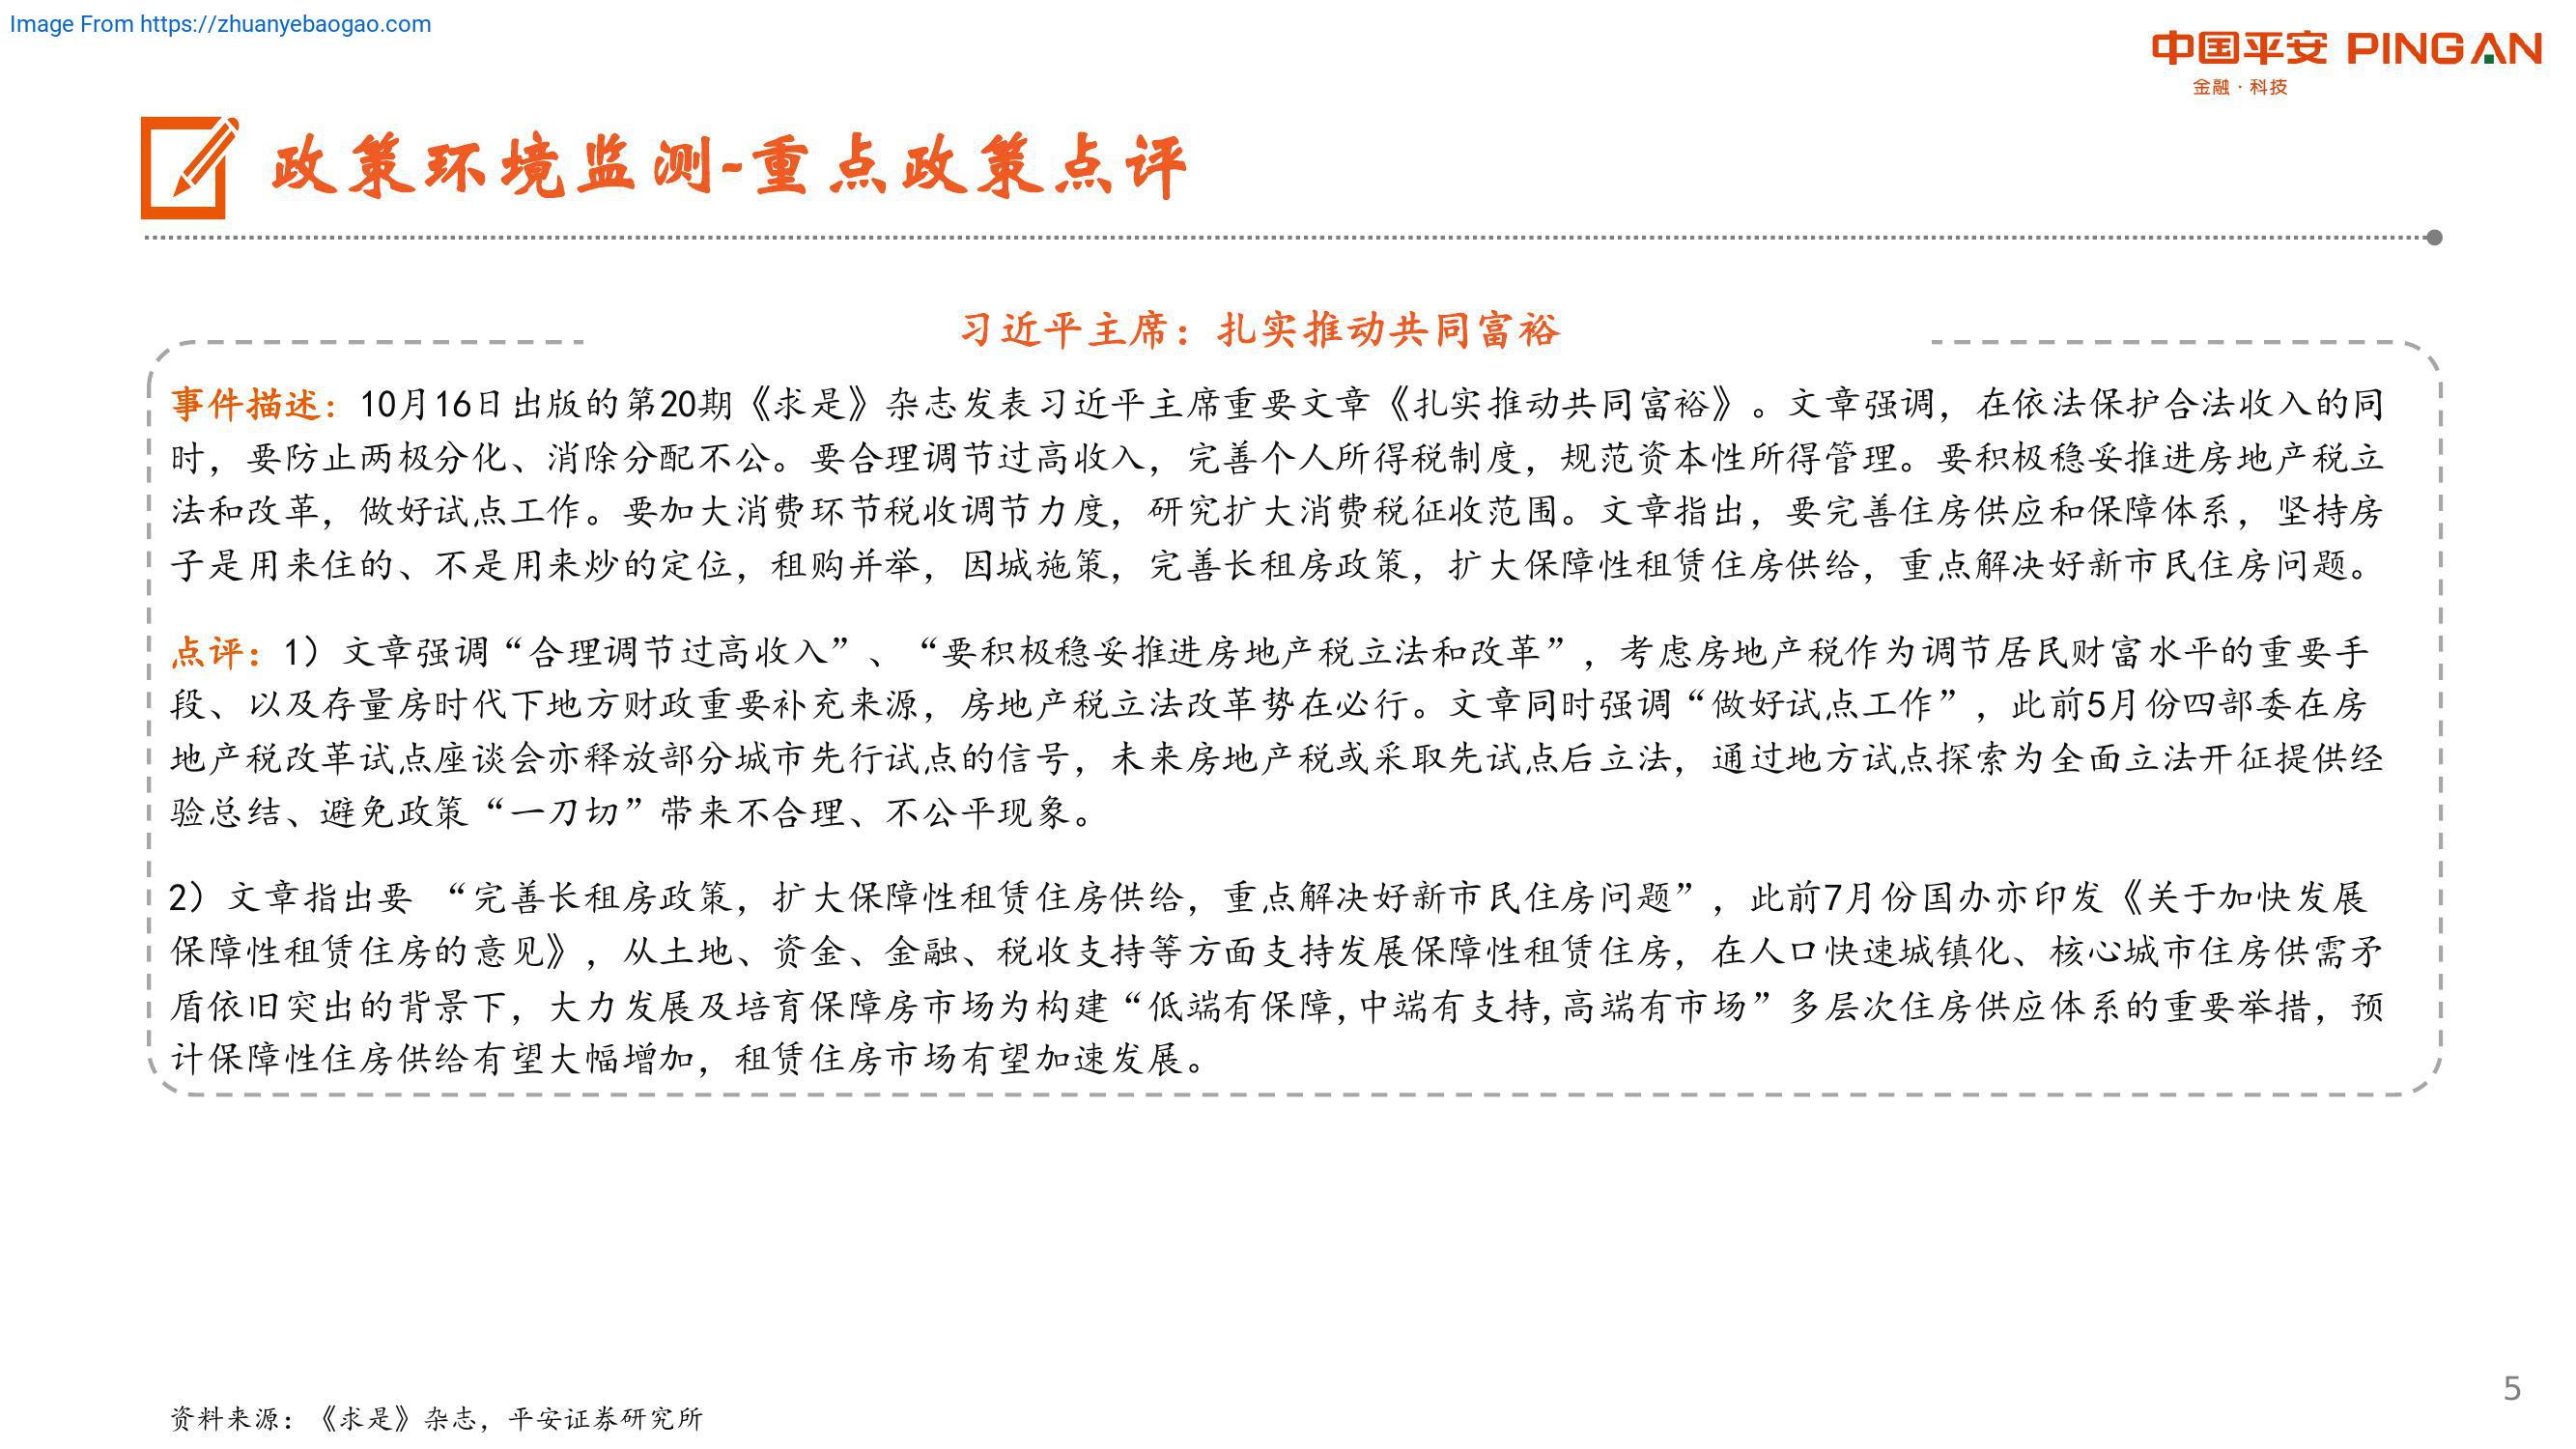 Image From https://zhuanyebaogao.com
中国平安 PINGAN
金融·科技
政策环境监测-重点政策点评
习近平主席：扎实推动共同富裕
事件描述：10月16日出版的第20期《求是》杂志发表习近平主席重要文章《扎实推动共同富裕》。文章强调，在依法保护合法收入的同
时，要防止两极分化、消除分配不公。要合理调节过高收入，完善个人所得税制度，规范资本性所得管理。要积极稳妥推进房地产税立
法和改革，做好试点工作。要加大消费环节税收调节力度，研究扩大消费税征收范围。文章指出，要完善住房供应和保障体系，坚持房
子是用来住的、不是用来炒的定位，租购并举，因城施策，完善长租房政策，扩大保障性租赁住房供给，重点解决好新市民住房问题。
点评：1）文章强调“合理调节过高收入”、“要积极稳妥推进房地产税立法和改革”，考虑房地产税作为调节居民财富水平的重要手
段、以及存量房时代下地方财政重要补充来源，房地产税立法改革势在必行。文章同时强调“做好试点工作”，此前5月份四部委在房
地产税改革试点座谈会亦释放部分城市先行试点的信号，未来房地产税或采取先试点后立法，通过地方试点探索为全面立法开征提供经
验总结、避免政策“一刀切”带来不合理、不公平现象。
2）文章指出要 “完善长租房政策，扩大保障性租赁住房供给，重点解决好新市民住房问题”，此前7月份国办亦印发《关于加快发展
保障性租赁住房的意见》，从土地、资金、金融、税收支持等方面支持发展保障性租赁住房，在人口快速城镇化、核心城市住房供需矛
盾依旧突出的背景下，大力发展及培育保障房市场为构建“低端有保障,中端有支持,高端有市场”多层次住房供应体系的重要举措，预
计保障性住房供给有望大幅增加，租赁住房市场有望加速发展。
资料来源：《求是》杂志，平安证券研究所
5